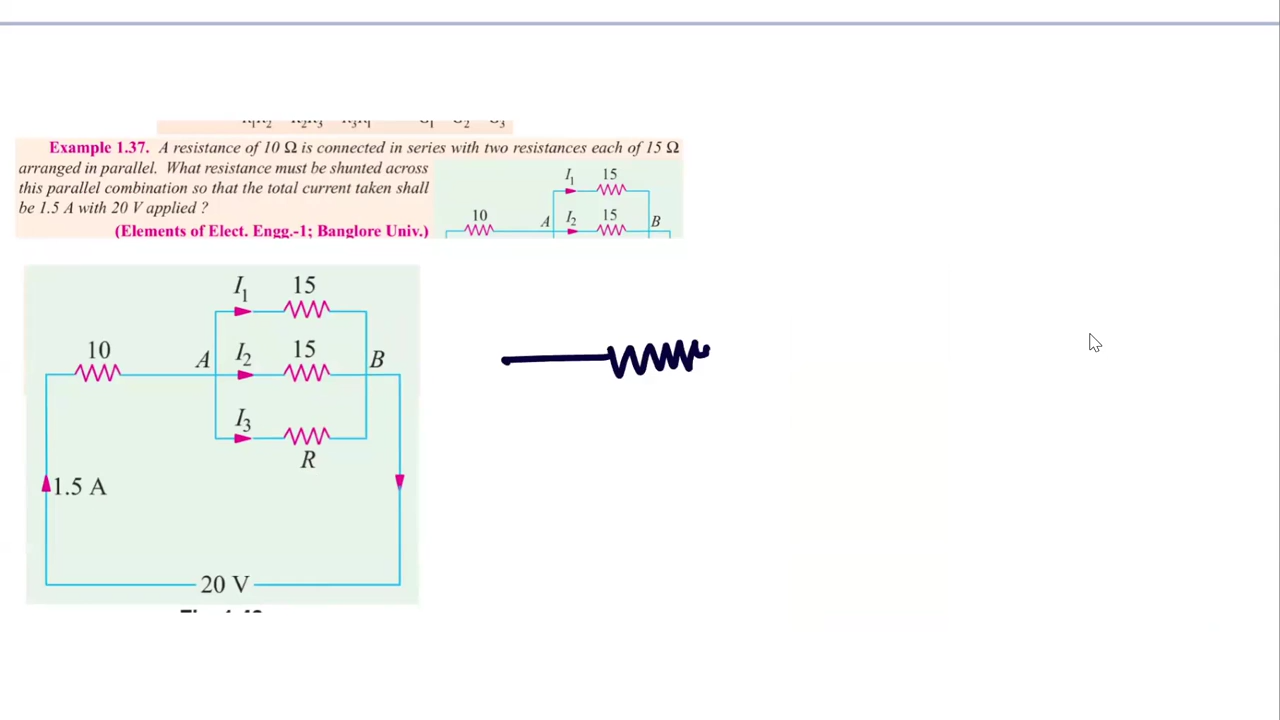 Example 1.37. A resistance of 10 Ω is connected in series with two resistances each of 15 Ω
arranged in parallel. What resistance must be shunted across
this parallel combination so that the total current taken shall
be 1.5 A with 20 V applied ?
(Elements of Elect. Engg.-1; Banglore Univ.)
I₁ 15
10 A I₂ 15 B
I₁ 15
10 A I₂ 15 B
I₃
R
1.5 A
20 V